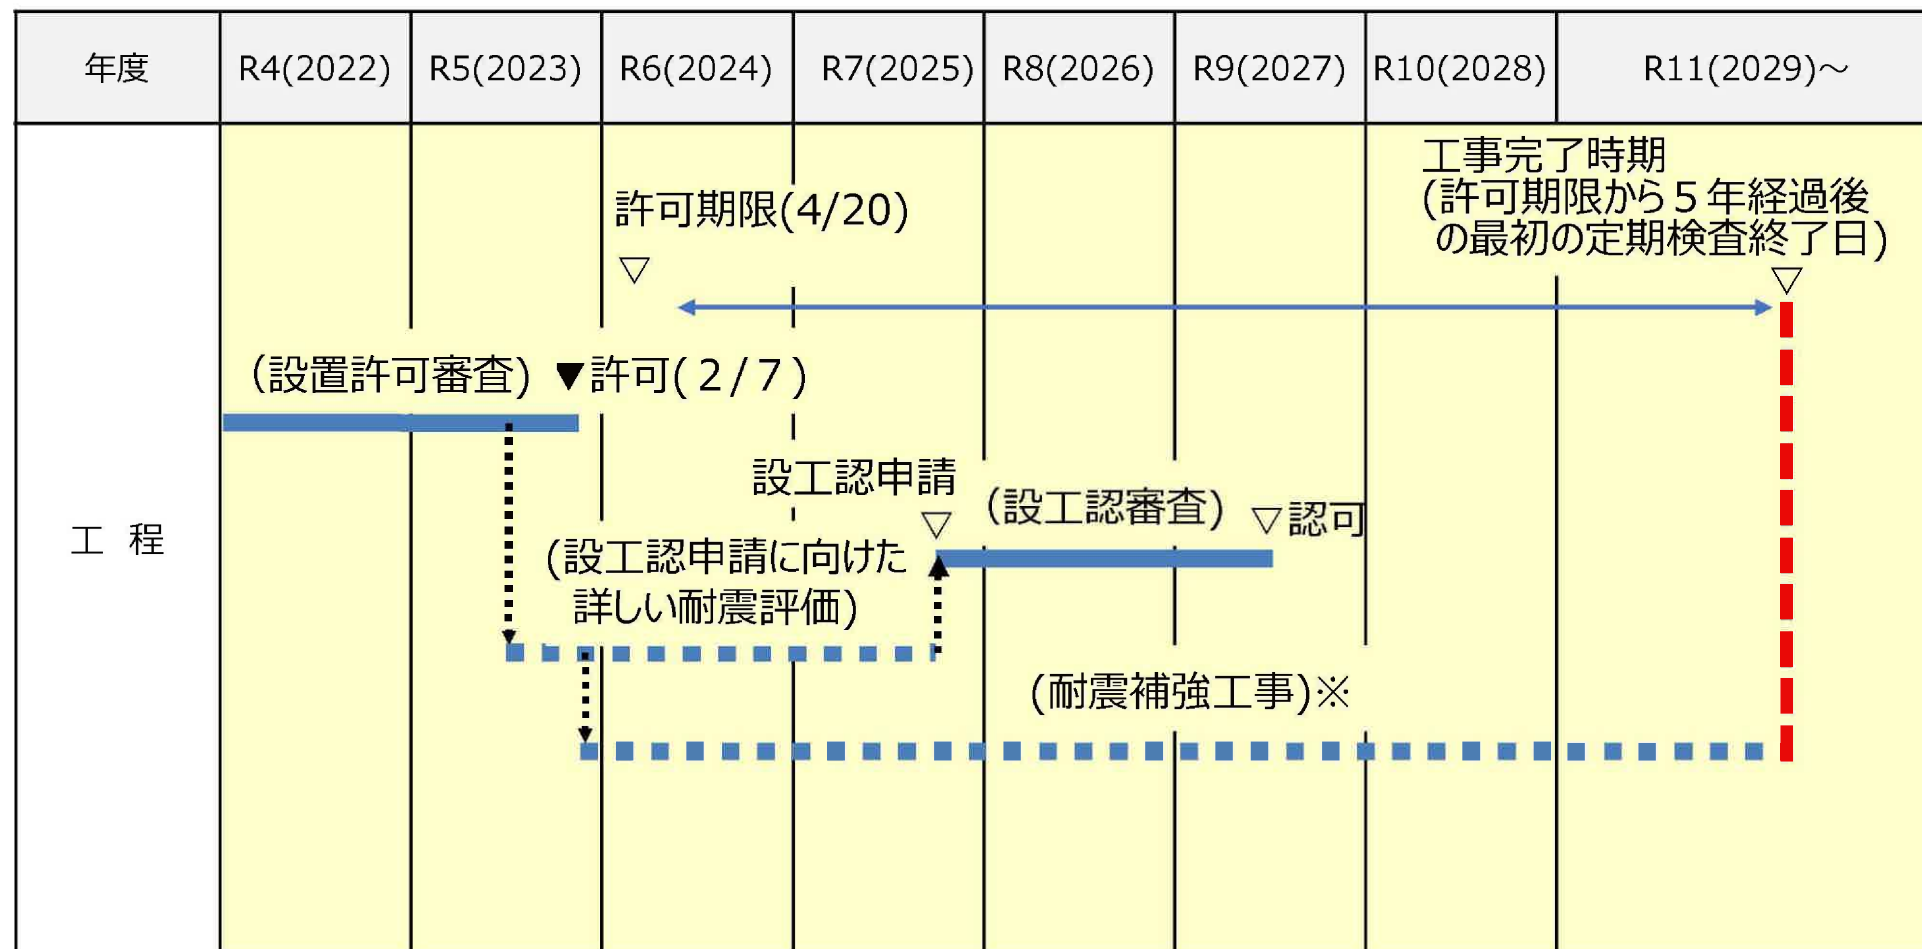 年度
R4(2022)
R5(2023)
R6(2024)
R7(2025)
R8(2026)
R9(2027)
R10(2028)
R11(2029)～
工事完了時期
(許可期限から５年経過後
の最初の定期検査終了日)
▽
許可期限(4/20)
▽
（設置許可審査） ▼許可(２/７)
設工認申請
▽
（設工認審査） ▽認可
工 程
(設工認申請に向けた
詳しい耐震評価)
(耐震補強工事)※